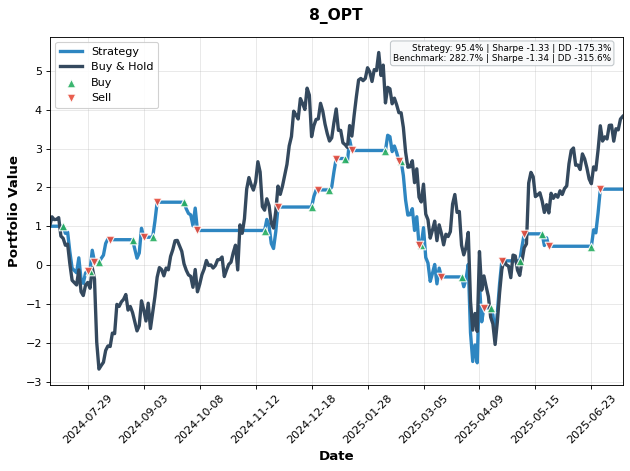 8_OPT
Strategy: 95.4% | Sharpe -1.33 | DD -175.3%
Benchmark: 282.7% | Sharpe -1.34 | DD -315.6%
Strategy
Buy & Hold
Buy
Sell
Portfolio Value
5
4
3
2
1
0
−1
−2
−3
2024-07-29
2024-09-03
2024-10-08
2024-11-12
2024-12-18
2025-01-28
2025-03-05
2025-04-09
2025-05-15
2025-06-23
Date